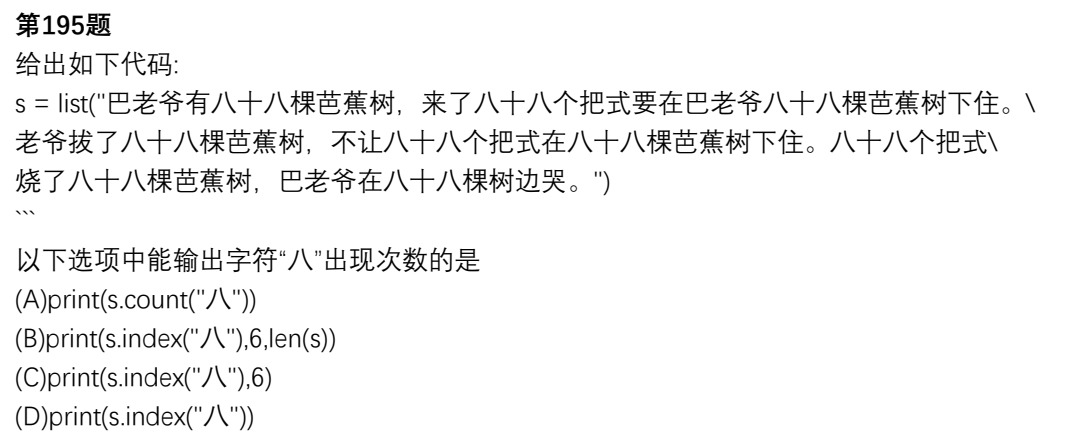 第195题
给出如下代码:
s = list("巴老爷有八十八棵芭蕉树，来了八十八个把式要在巴老爷八十八棵芭蕉树下住。\
老爷拔了八十八棵芭蕉树，不让八十八个把式在八十八棵芭蕉树下住。八十八个把式\
烧了八十八棵芭蕉树，巴老爷在八十八棵树边哭。")
```
以下选项中能输出字符“八”出现次数的是
(A)print(s.count("八"))
(B)print(s.index("八"),6,len(s))
(C)print(s.index("八"),6)
(D)print(s.index("八"))